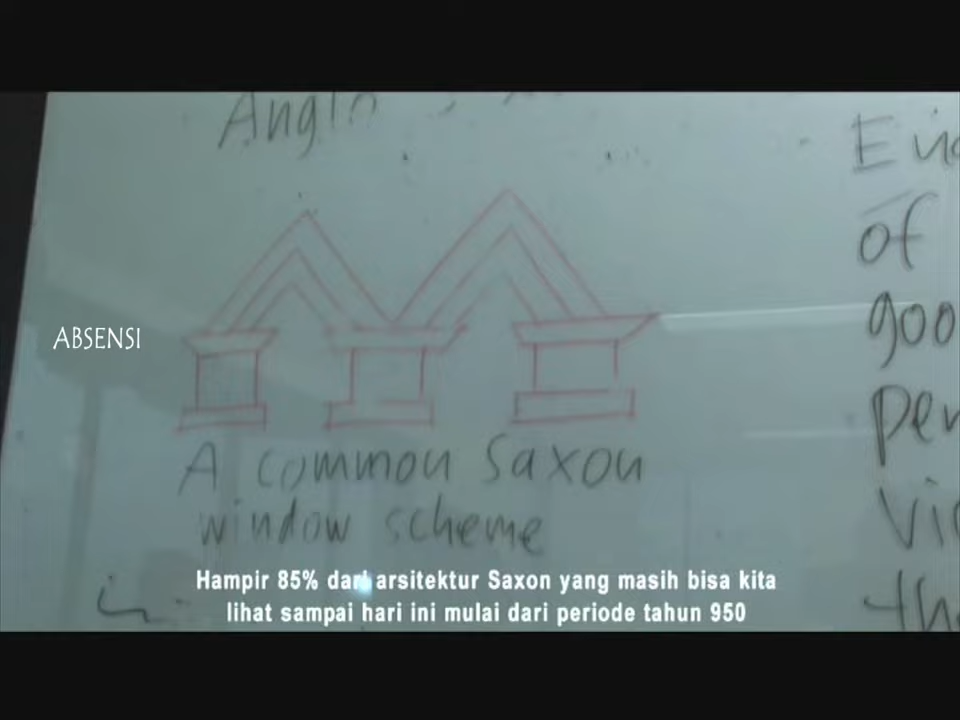 Anglo
En
of
goo
per
vi
th
ABSENSI
A common Saxon
window scheme
Hampir 85% dari arsitektur Saxon yang masih bisa kita
lihat sampai hari ini mulai dari periode tahun 950